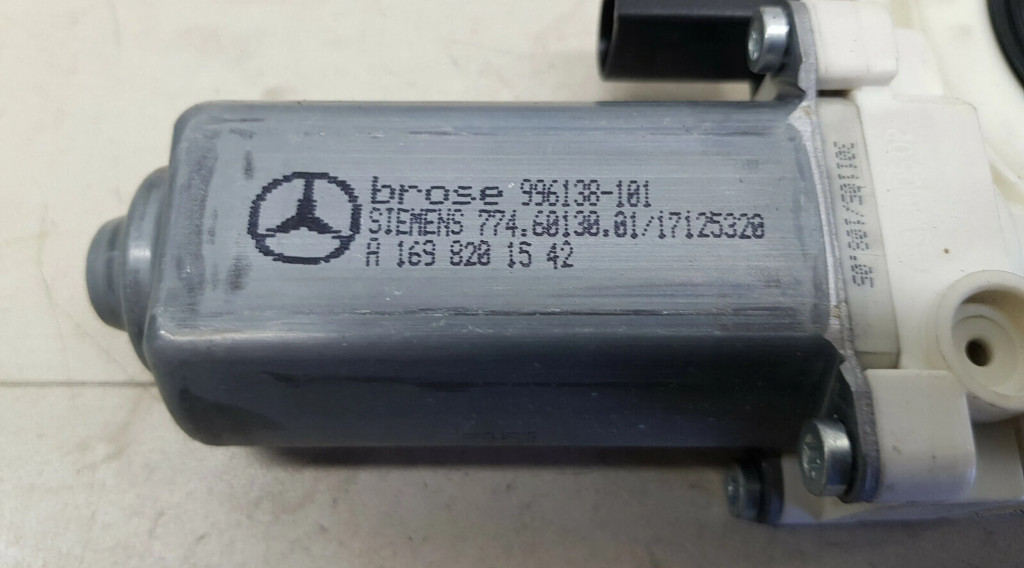 brose 996138-101
SIEMENS 774.60130.01/17125320
A 169 820 15 42